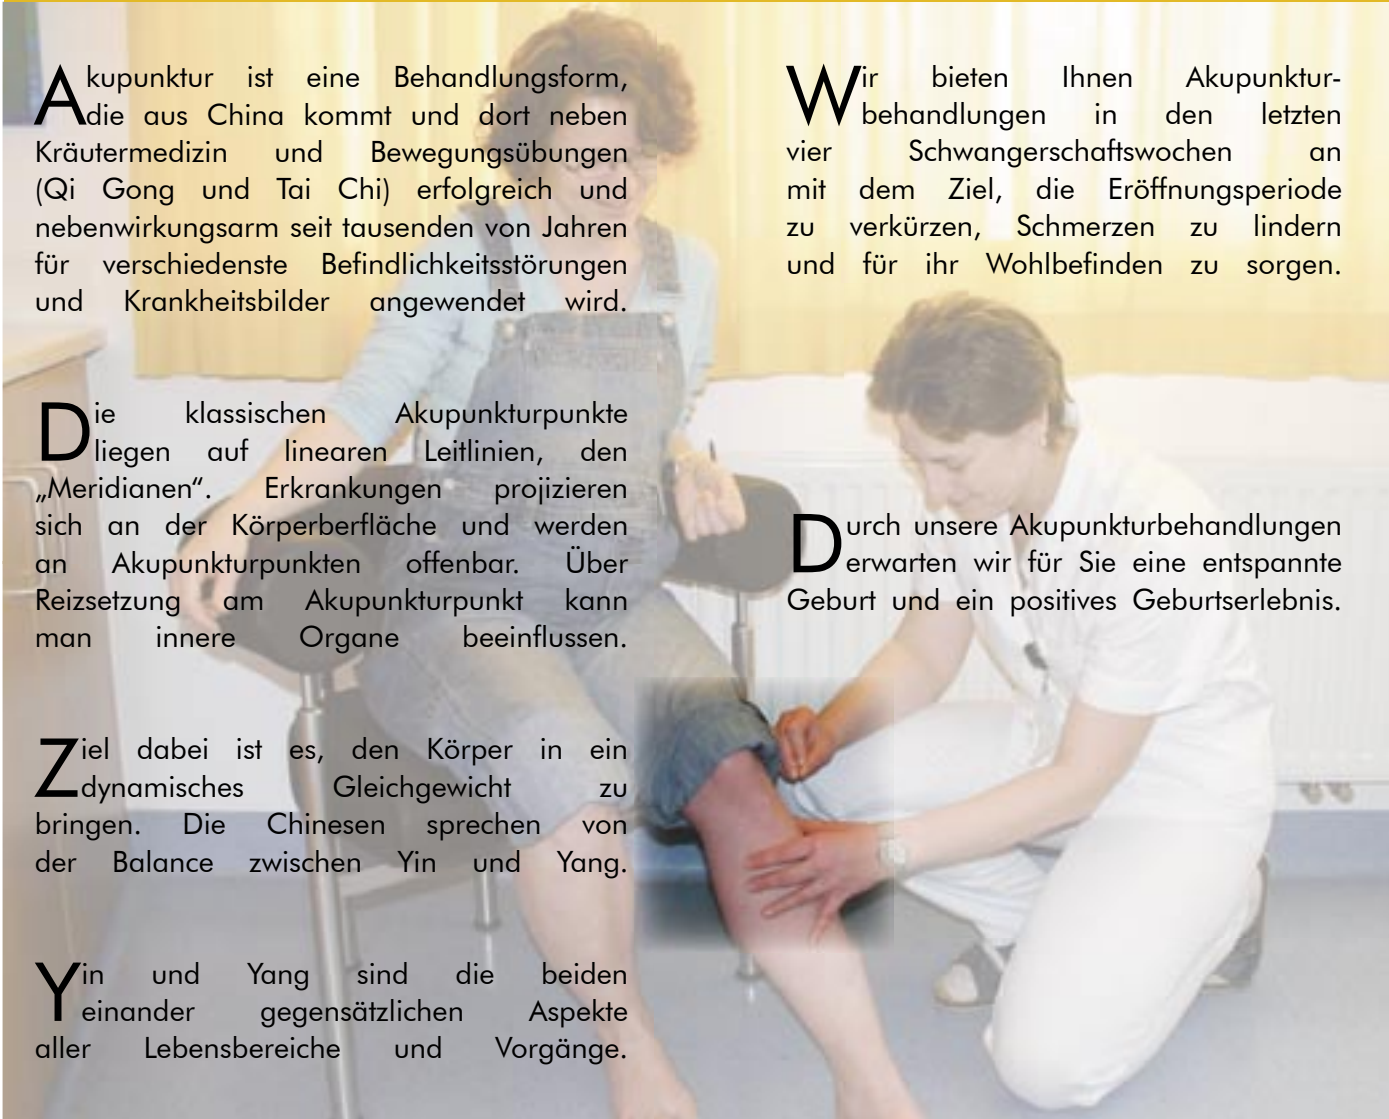 Akupunktur ist eine Behandlungsform,
die aus China kommt und dort neben
Kräutermedizin und Bewegungsübungen
(Qi Gong und Tai Chi) erfolgreich und
nebenwirkungsarm seit tausenden von Jahren
für verschiedenste Befindlichkeitsstörungen
und Krankheitsbilder angewendet wird.
Die klassischen Akupunkturpunkte
liegen auf linearen Leitlinien, den
„Meridianen“. Erkrankungen projizieren
sich an der Körperberfläche und werden
an Akupunkturpunkten offenbar. Über
Reizsetzung am Akupunkturpunkt kann
man innere Organe beeinflussen.
Ziel dabei ist es, den Körper in ein
dynamisches Gleichgewicht zu
bringen. Die Chinesen sprechen von
der Balance zwischen Yin und Yang.
Yin und Yang sind die beiden
einander gegensätzlichen Aspekte
aller Lebensbereiche und Vorgänge.
Wir bieten Ihnen Akupunktur-
behandlungen in den letzten
vier Schwangerschaftswochen an
mit dem Ziel, die Eröffnungsperiode
zu verkürzen, Schmerzen zu lindern
und für ihr Wohlbefinden zu sorgen.
Durch unsere Akupunkturbehandlungen
erwarten wir für Sie eine entspannte
Geburt und ein positives Geburtserlebnis.